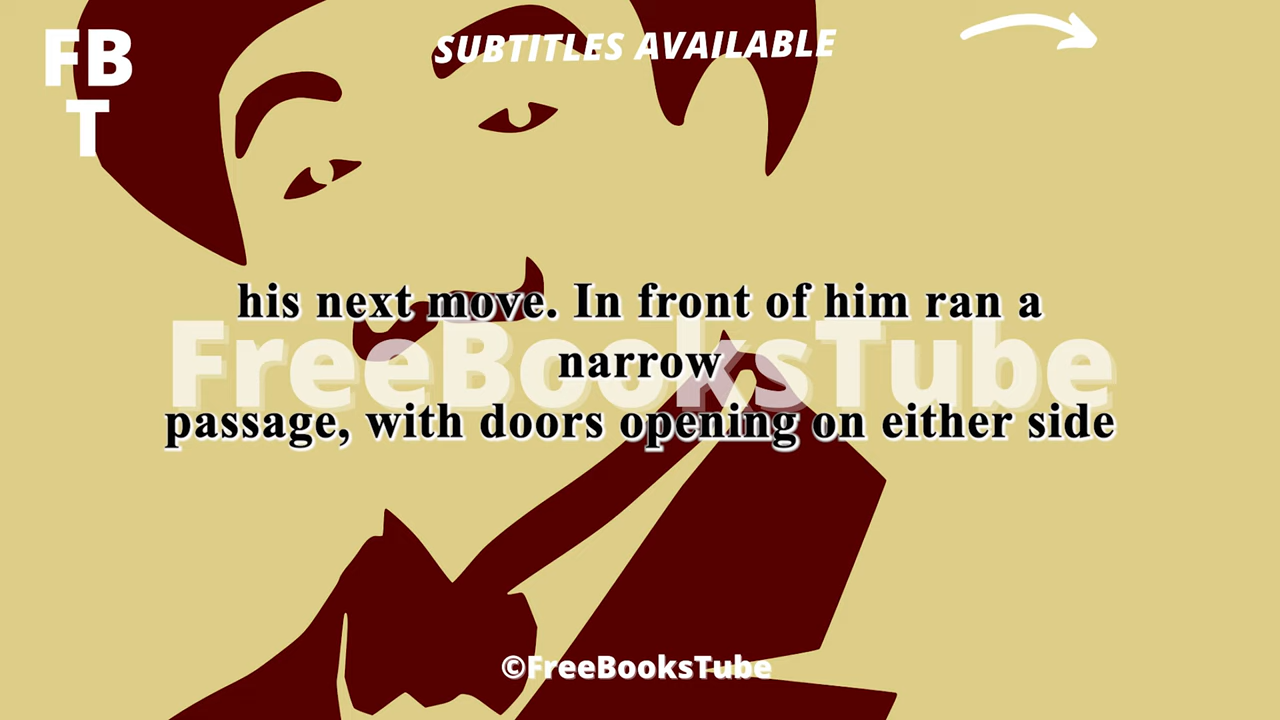 FB
T
SUBTITLES AVAILABLE
his next move. In front of him ran a
narrow
FreeBooksTube
passage, with doors opening on either side
©FreeBooksTube